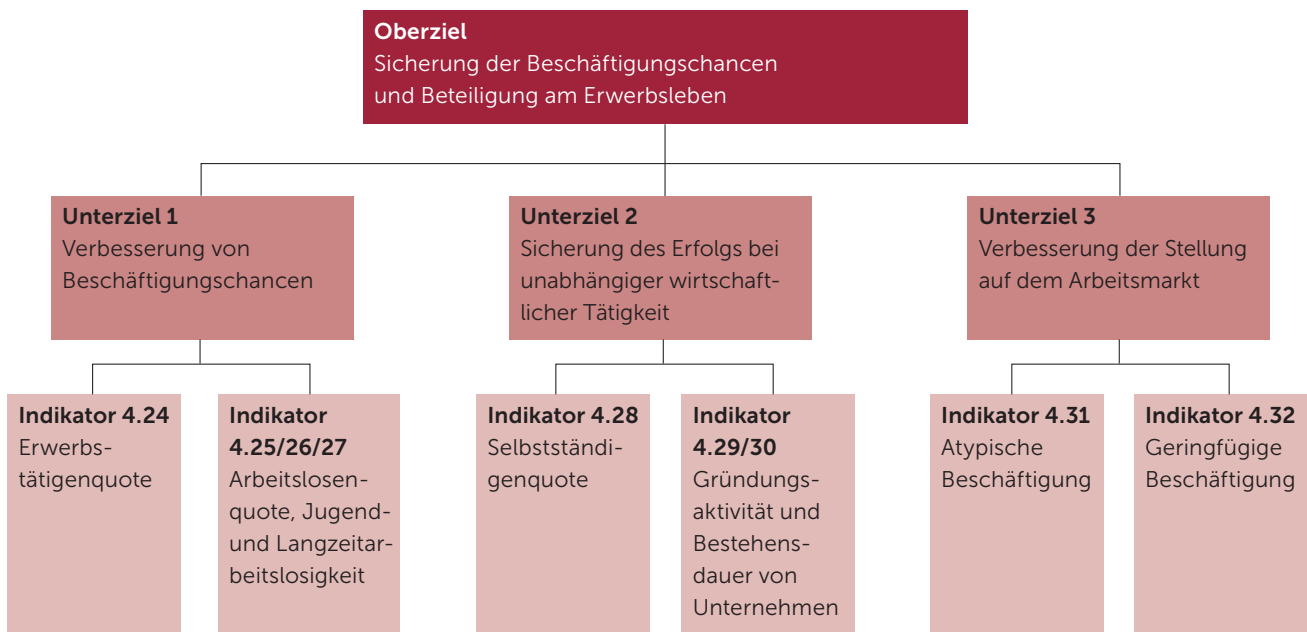 Oberziel
Sicherung der Beschäftigungschancen
und Beteiligung am Erwerbsleben
Unterziel 1
Verbesserung von
Beschäftigungschancen
Unterziel 2
Sicherung des Erfolgs bei
unabhängiger wirtschaft-
licher Tätigkeit
Unterziel 3
Verbesserung der Stellung
auf dem Arbeitsmarkt
Indikator 4.24
Erwerbs-
tätigenquote
Indikator
4.25/26/27
Arbeitslosen-
quote, Jugend-
und Langzeitar-
beitslosigkeit
Indikator 4.28
Selbstständi-
genquote
Indikator
4.29/30
Gründungs-
aktivität und
Bestehens-
dauer von
Unternehmen
Indikator 4.31
Atypische
Beschäftigung
Indikator 4.32
Geringfügige
Beschäftigung